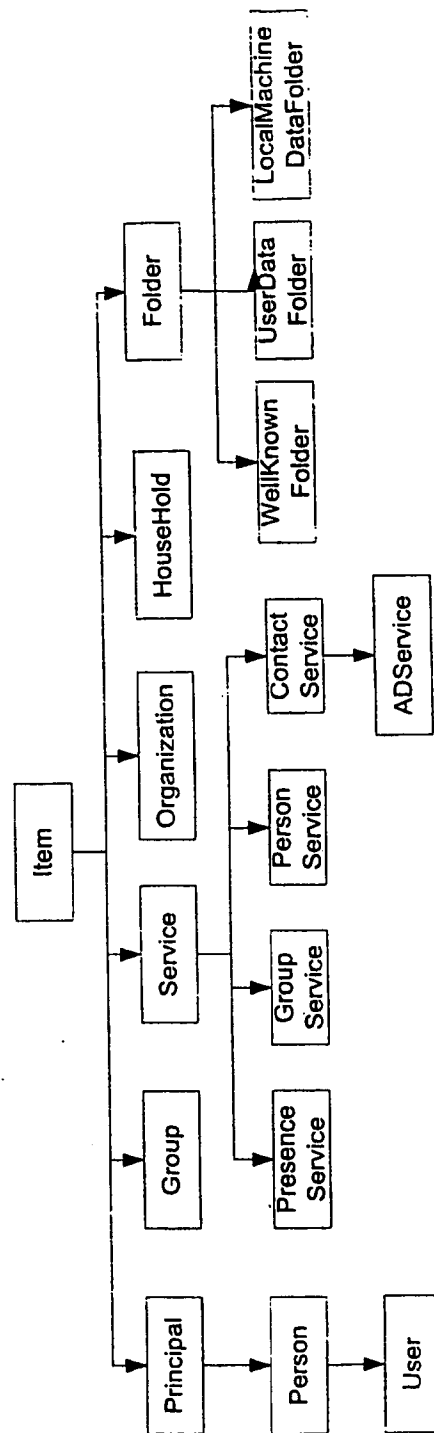 Item
Principal
Group
Service
Organization
HouseHold
Folder
Person
Presence
Service
Group
Service
Person
Service
Contact
Service
WellKnown
Folder
UserData
Folder
LocalMachine
DataFolder
User
ADService